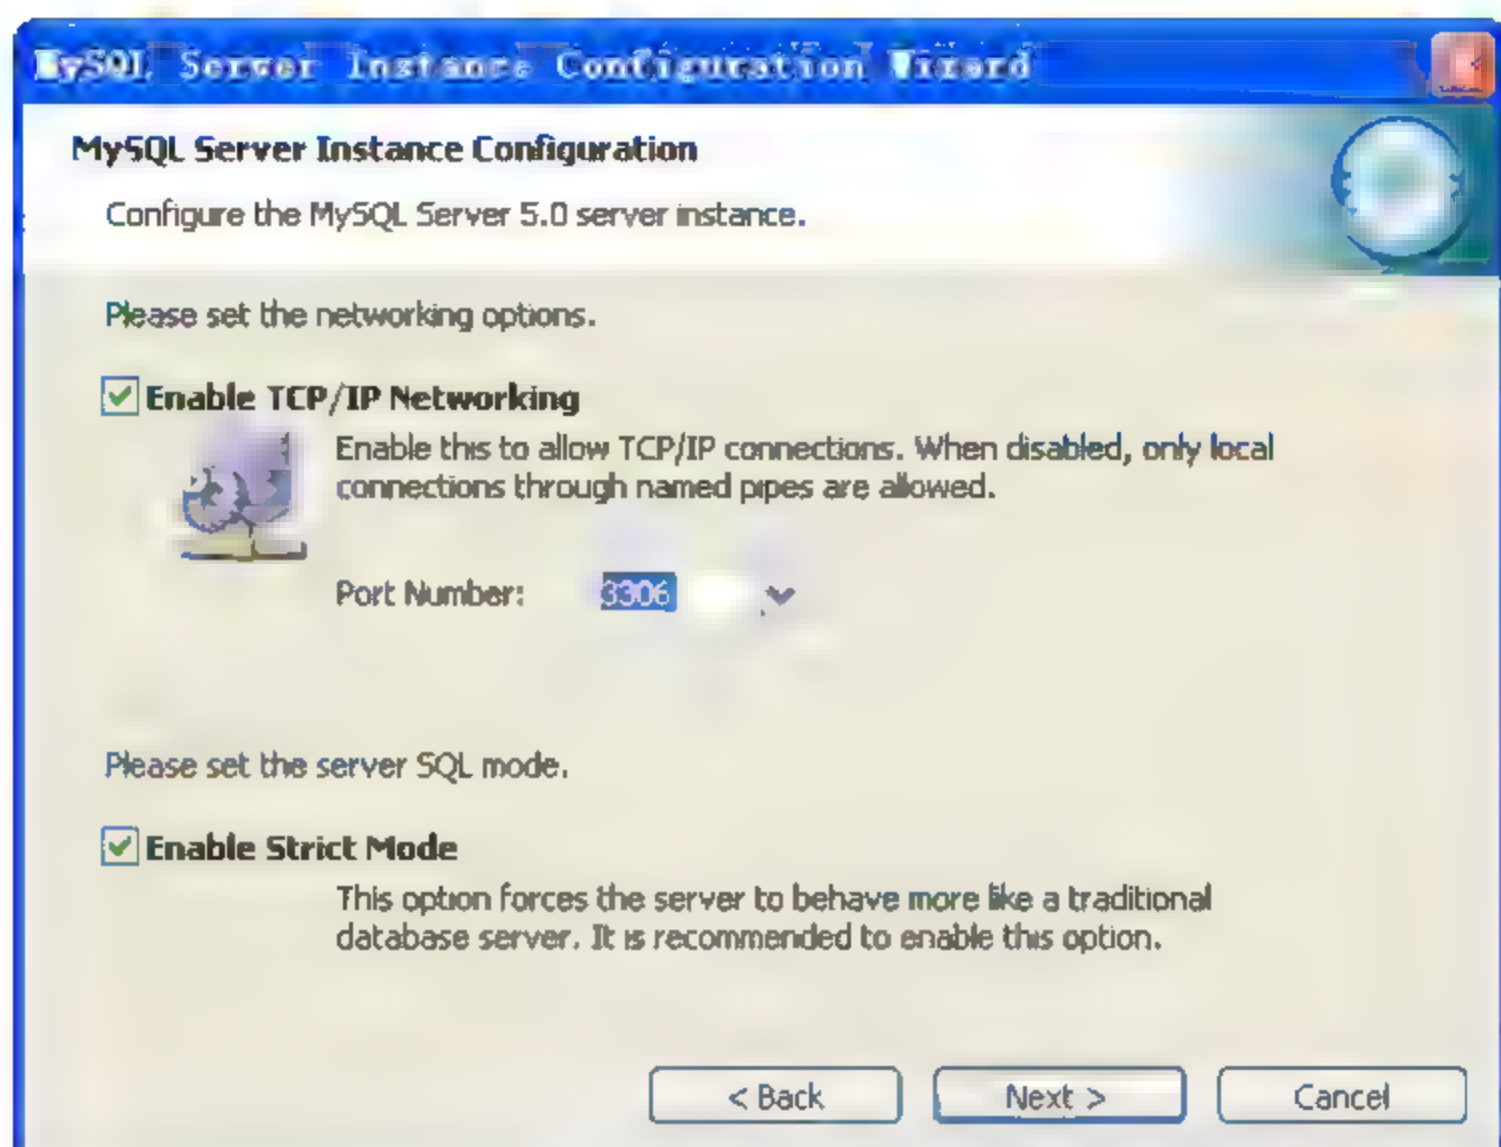 MySQL Server Instance Configuration Wizard
MySQL Server Instance Configuration
Configure the MySQL Server 5.0 server instance.
Please set the networking options.
Enable TCP/IP Networking
Enable this to allow TCP/IP connections. When disabled, only local
connections through named pipes are allowed.
Port Number: 3306
Please set the server SQL mode.
Enable Strict Mode
This option forces the server to behave more like a traditional
database server. It is recommended to enable this option.
< Back Next > Cancel